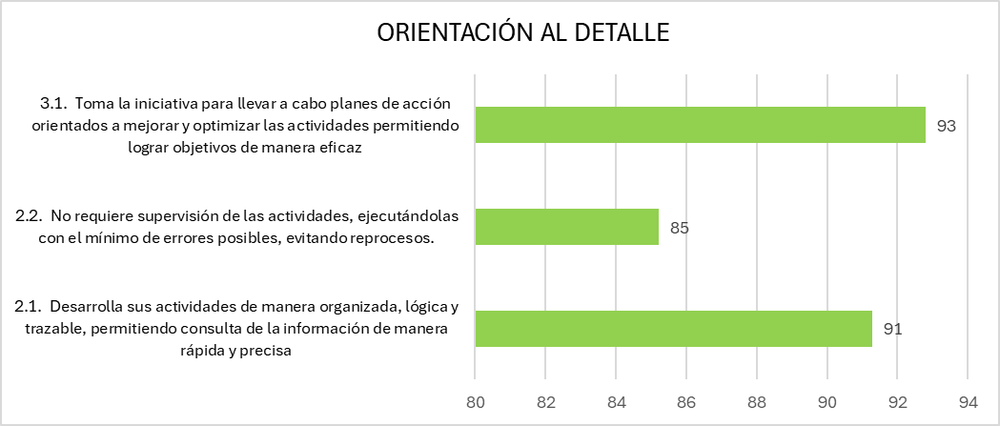 ORIENTACIÓN AL DETALLE
3.1.  Toma la iniciativa para llevar a cabo planes de acción
orientados a mejorar y optimizar las actividades permitiendo
lograr objetivos de manera eficaz
93
2.2.  No requiere supervisión de las actividades, ejecutándolas
con el mínimo de errores posibles, evitando reprocesos.
85
2.1.  Desarrolla sus actividades de manera organizada, lógica y
trazable, permitiendo consulta de la información de manera
rápida y precisa
91
80 82 84 86 88 90 92 94